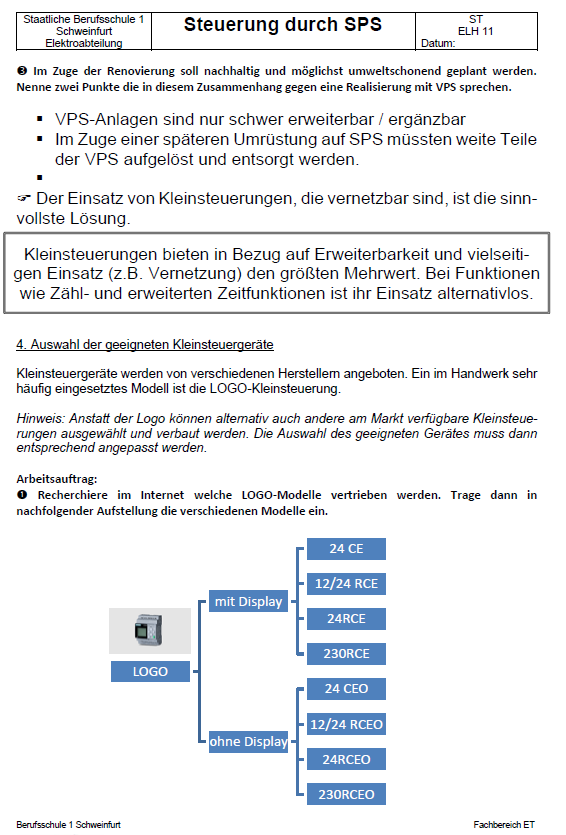 Staatliche Berufsschule 1
Schweinfurt
Elektroabteilung
Steuerung durch SPS
ST
ELH 11
Datum:
❸ Im Zuge der Renovierung soll nachhaltig und möglichst umweltschonend geplant werden.
Nenne zwei Punkte die in diesem Zusammenhang gegen eine Realisierung mit VPS sprechen.
▪ VPS-Anlagen sind nur schwer erweiterbar / ergänzbar
▪ Im Zuge einer späteren Umrüstung auf SPS müssten weite Teile
der VPS aufgelöst und entsorgt werden.
▪
☞ Der Einsatz von Kleinsteuerungen, die vernetzbar sind, ist die sinn-
vollste Lösung.
Kleinsteuerungen bieten in Bezug auf Erweiterbarkeit und vielseiti-
gen Einsatz (z.B. Vernetzung) den größten Mehrwert. Bei Funktionen
wie Zähl- und erweiterten Zeitfunktionen ist ihr Einsatz alternativlos.
4. Auswahl der geeigneten Kleinsteuergeräte
Kleinsteuergeräte werden von verschiedenen Herstellern angeboten. Ein im Handwerk sehr
häufig eingesetztes Modell ist die LOGO-Kleinsteuerung.
Hinweis: Anstatt der Logo können alternativ auch andere am Markt verfügbare Kleinsteue-
rungen ausgewählt und verbaut werden. Die Auswahl des geeigneten Gerätes muss dann
entsprechend angepasst werden.
Arbeitsauftrag:
❶ Recherchiere im Internet welche LOGO-Modelle vertrieben werden. Trage dann in
nachfolgender Aufstellung die verschiedenen Modelle ein.
LOGO
mit Display
24 CE
12/24 RCE
24RCE
230RCE
ohne Display
24 CEO
12/24 RCEO
24RCEO
230RCEO
Berufsschule 1 Schweinfurt
Fachbereich ET